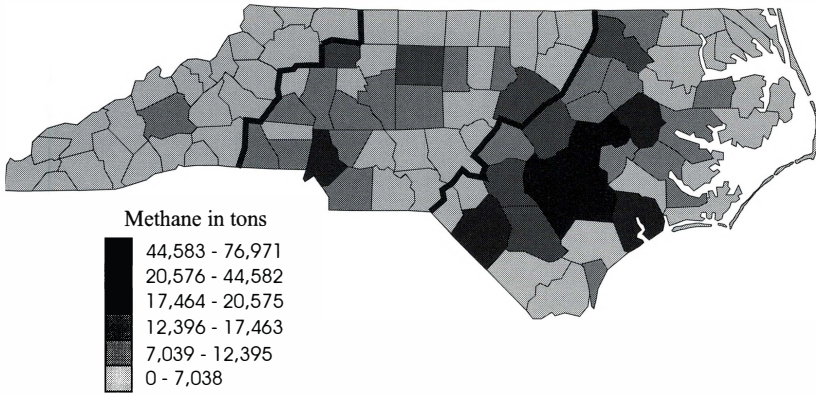 Methane in tons
44,583 - 76,971
20,576 - 44,582
17,464 - 20,575
12,396 - 17,463
7,039 - 12,395
0 - 7,038